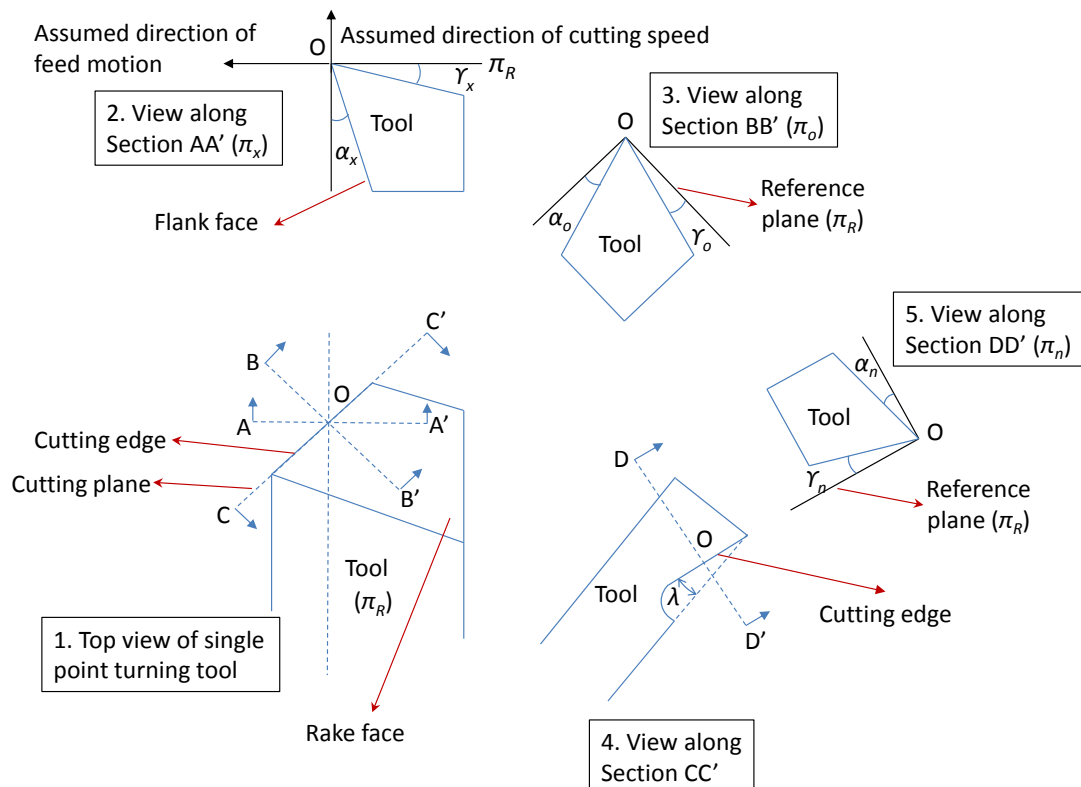 Assumed direction of
feed motion
O
Assumed direction of cutting speed
ϒx
πR
2. View along
Section AA’ (πx)
Tool
αx
Flank face
3. View along
Section BB’ (πo)
O
αo
Tool
ϒo
Reference
plane (πR)
C’
B
O
A
A’
Cutting edge
Cutting plane
B’
C
Tool
(πR)
1. Top view of single
point turning tool
Rake face
5. View along
Section DD’ (πn)
αn
Tool
O
ϒn
Reference
plane (πR)
D
O
Tool
λ
Cutting edge
D’
4. View along
Section CC’